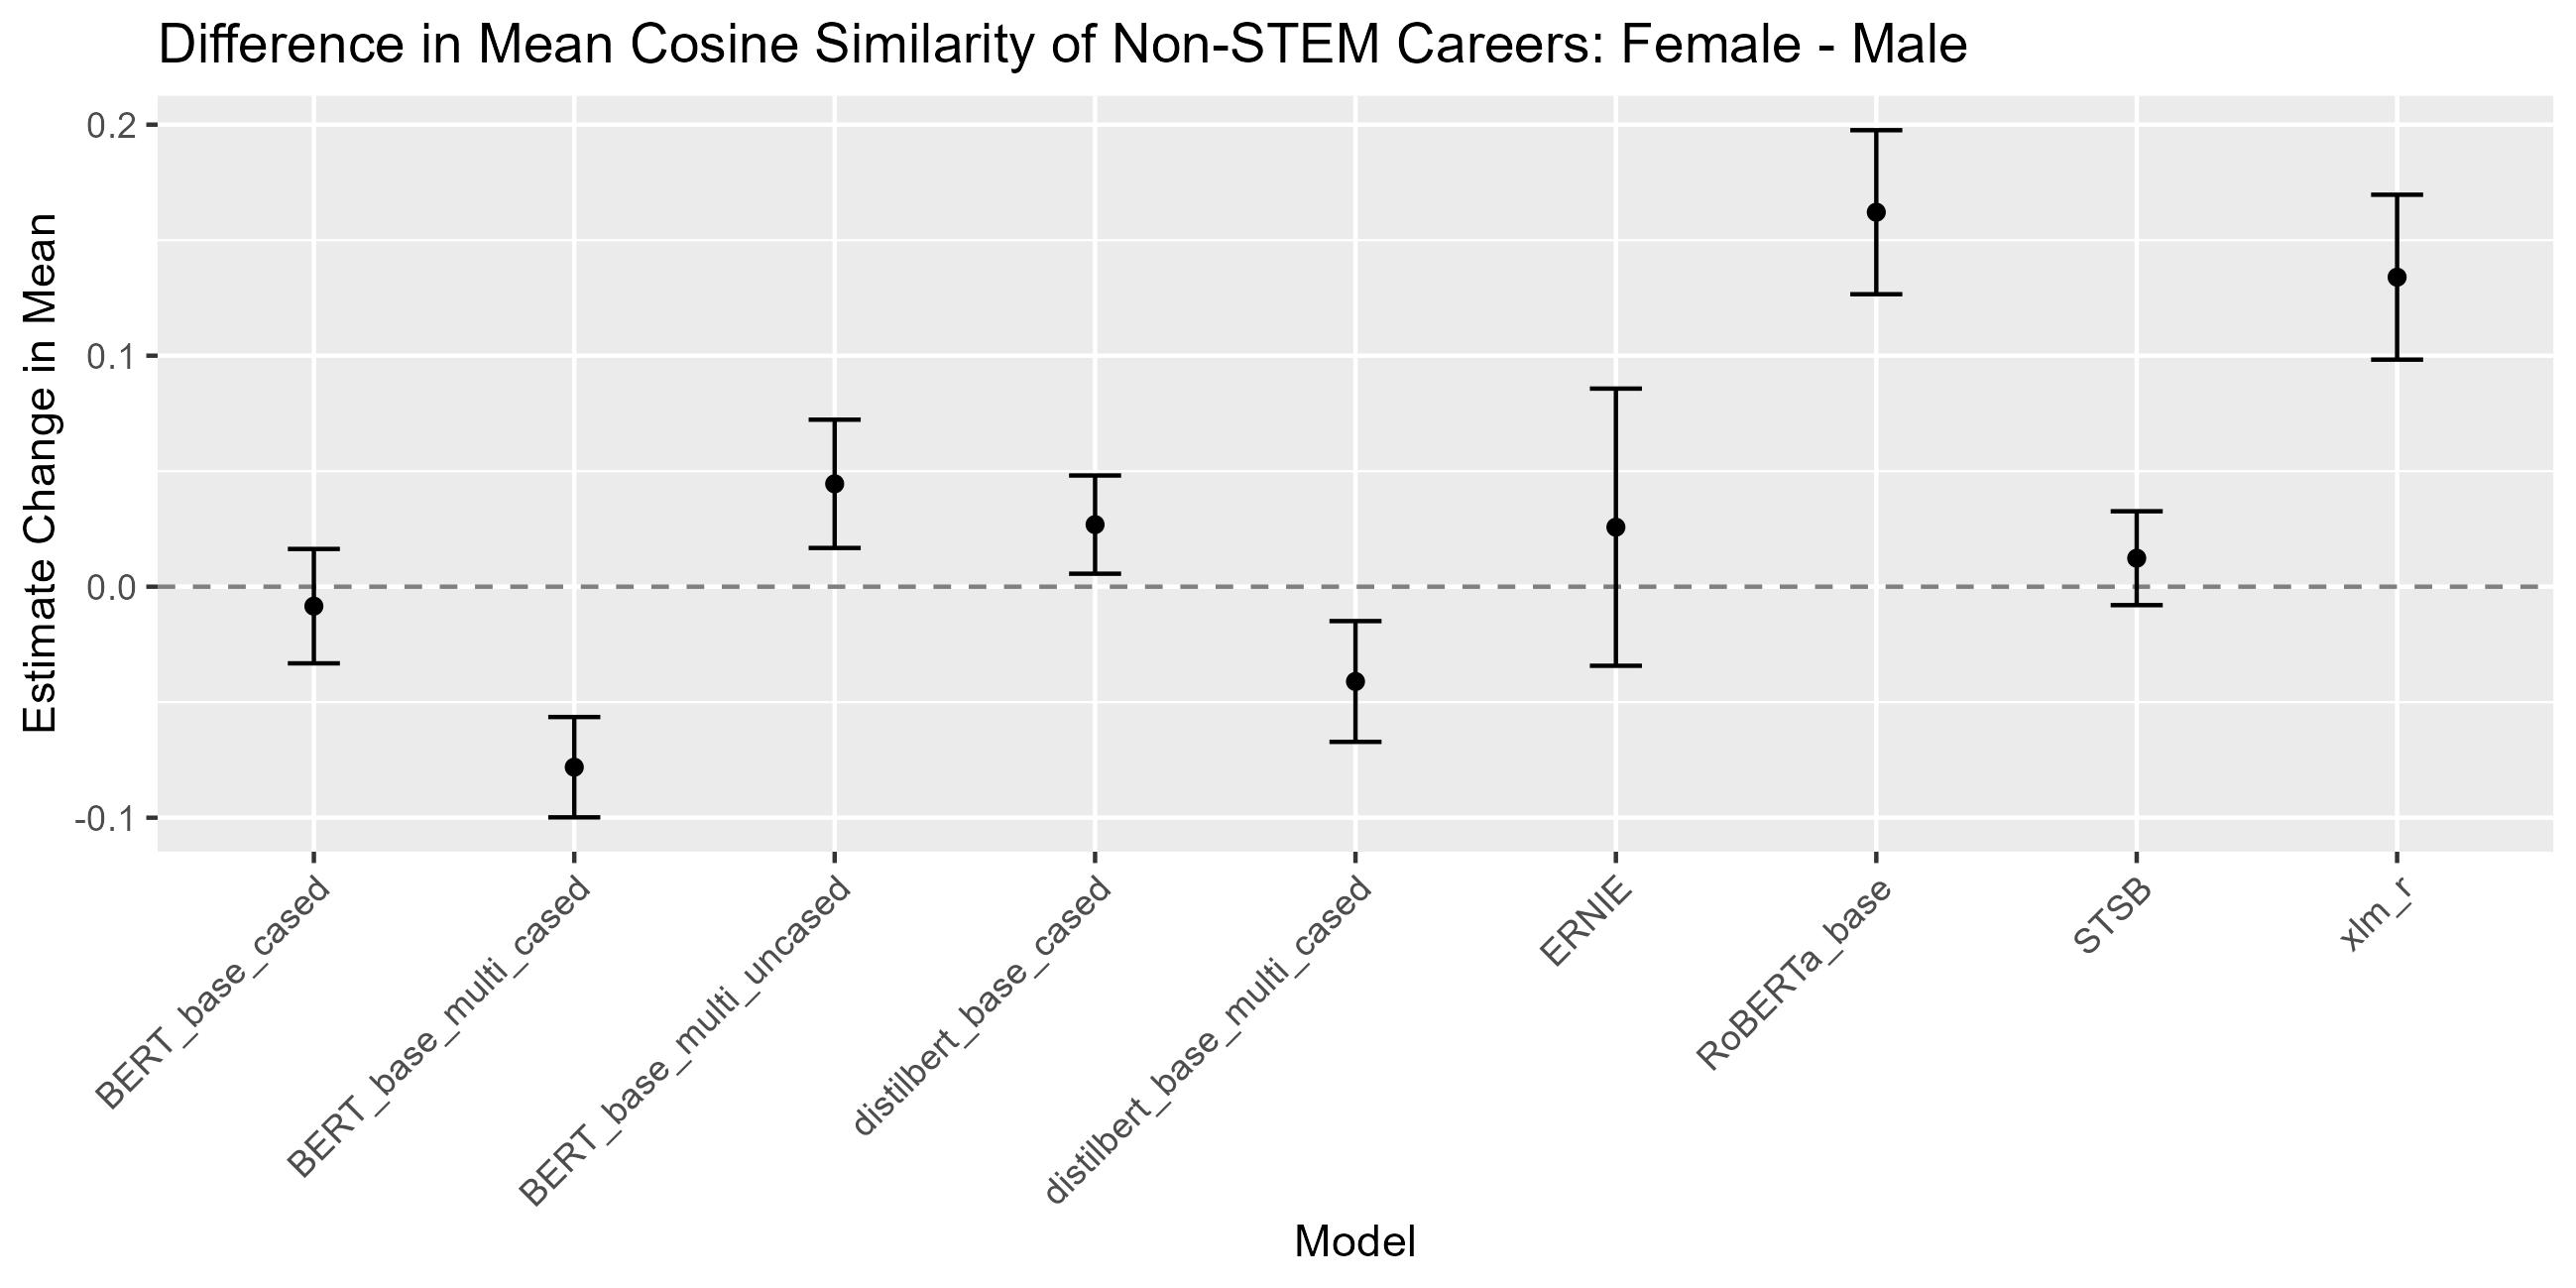 Difference in Mean Cosine Similarity of Non-STEM Careers: Female - Male
Estimate Change in Mean
0.2
0.1
0.0
-0.1
BERT_base_cased
BERT_base_multi_cased
BERT_base_multi_uncased
distilbert_base_cased
distilbert_base_multi_cased
ERNIE
RoBERTa_base
STSB
xlm_r
Model